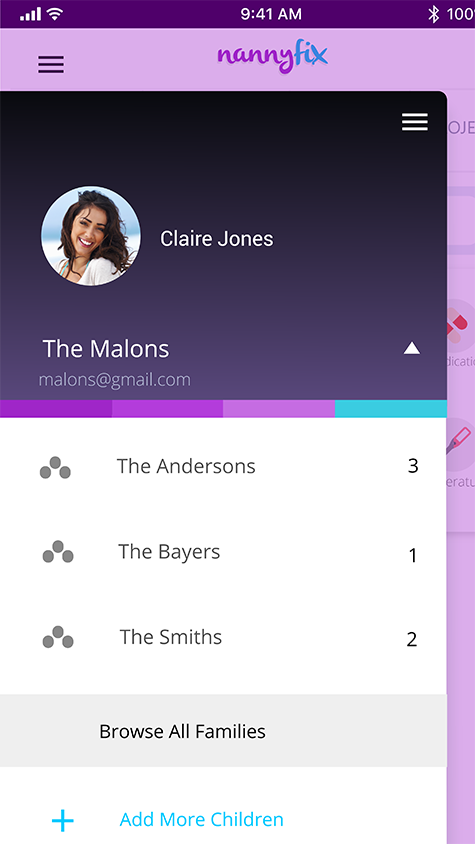 9:41 AM
100
nannyfix
OJE
Claire Jones
The Malons
malons@gmail.com
dicati
eratu
The Andersons 3
The Bayers 1
The Smiths 2
Browse All Families
+ Add More Children